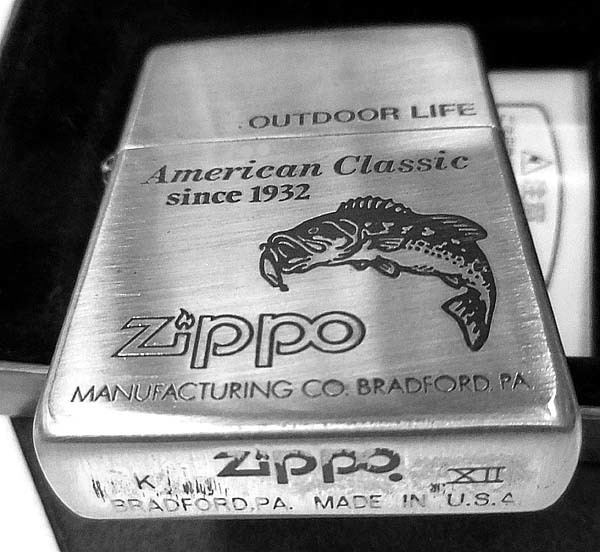 OUTDOOR LIFE
American Classic
since 1932
Zippo
MANUFACTURING CO. BRADFORD, PA.
K Zippo XII
BRADFORD, PA. MADE IN U.S.A.